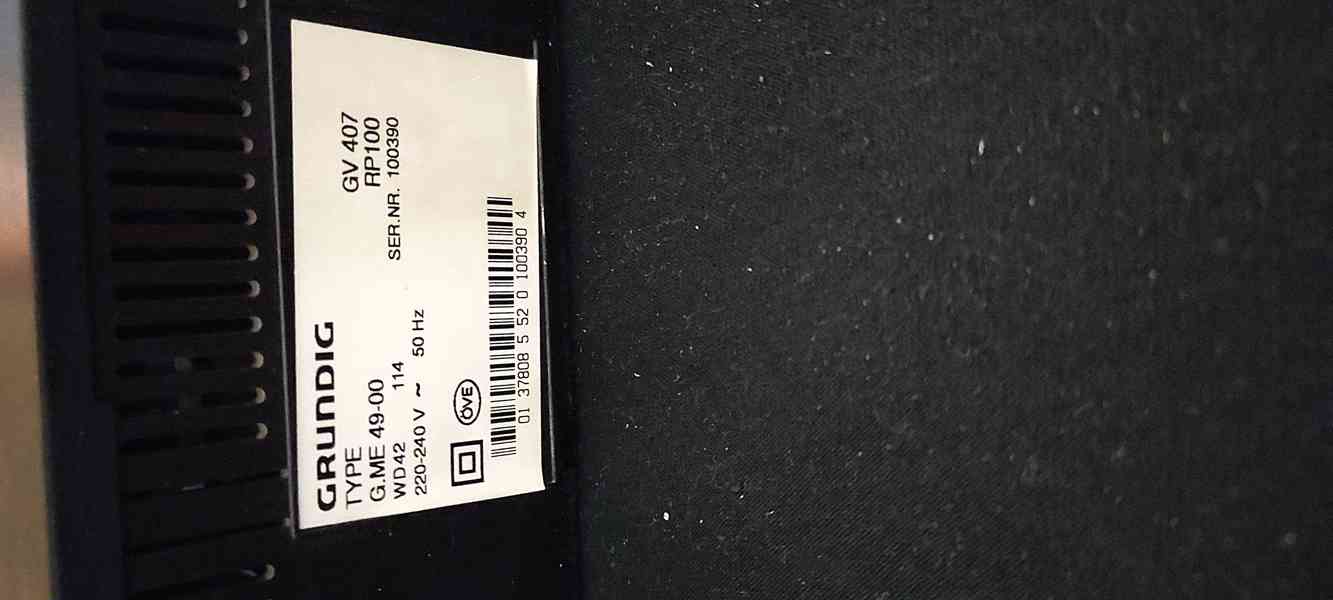 GRUNDIG
TYPE GV 407
G.ME 49-00 RP100
WD42 114 SER.NR. 100390
220-240 V ~ 50 Hz
ÖVE
01 37808 5 52 0 100390 4